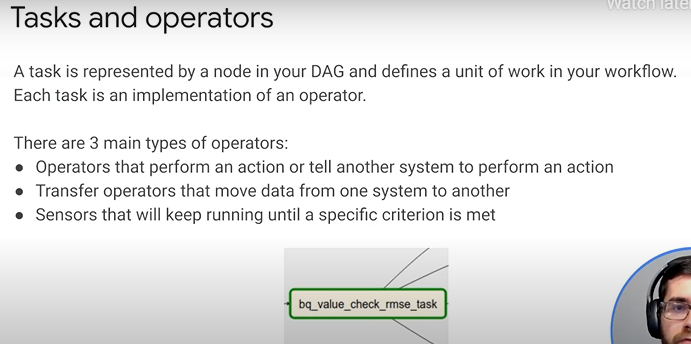 Watch late
Tasks and operators
A task is represented by a node in your DAG and defines a unit of work in your workflow.
Each task is an implementation of an operator.
There are 3 main types of operators:
● Operators that perform an action or tell another system to perform an action
● Transfer operators that move data from one system to another
● Sensors that will keep running until a specific criterion is met
bq_value_check_rmse_task